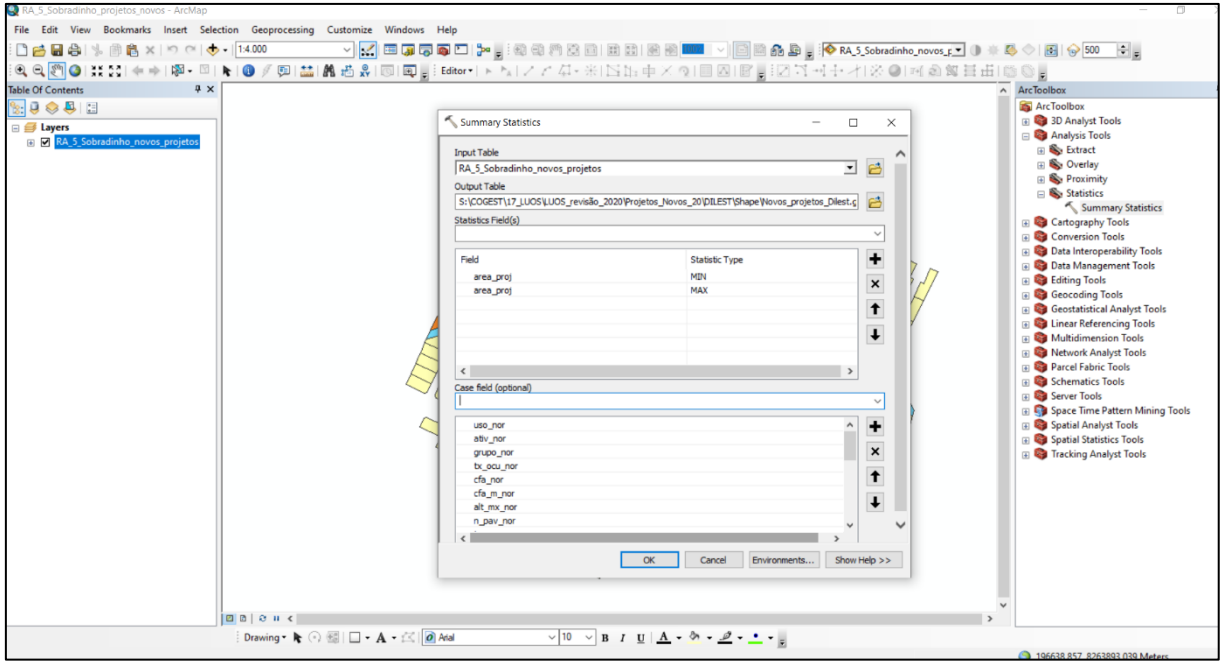 RA_5_Sobradinho_projetos_novos - ArcMap
File Edit View Bookmarks Insert Selection Geoprocessing Customize Windows Help
1:4.000
RA_5_Sobradinho_novos_p
500
Editor
Table Of Contents
Layers
RA_5_Sobradinho_novos_projetos
Summary Statistics
Input Table
RA_5_Sobradinho_novos_projetos
Output Table
S:\COGEST\17_LUOS\LUOS_revisão_2020\Projetos_Novos_20\DILEST\Shape\Novos_projetos_Dilest.g
Statistics Field(s)
Field Statistic Type
area_proj MIN
area_proj MAX
Case field (optional)
uso_nor
ativ_nor
grupo_nor
tx_ocu_nor
cfa_nor
cfa_m_nor
alt_mx_nor
n_pav_nor
OK Cancel Environments... Show Help >>
ArcToolbox
ArcToolbox
3D Analyst Tools
Analysis Tools
Extract
Overlay
Proximity
Statistics
Summary Statistics
Cartography Tools
Conversion Tools
Data Interoperability Tools
Data Management Tools
Editing Tools
Geocoding Tools
Geostatistical Analyst Tools
Linear Referencing Tools
Multidimension Tools
Network Analyst Tools
Parcel Fabric Tools
Schematics Tools
Server Tools
Space Time Pattern Mining Tools
Spatial Analyst Tools
Spatial Statistics Tools
Tracking Analyst Tools
Drawing A Arial 10 B I U A
196638,857 8263893,039 Meters